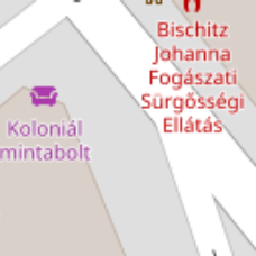 Bischitz
Johanna
Fogászati
Sürgősségi
Ellátás
Koloniál
mintabolt